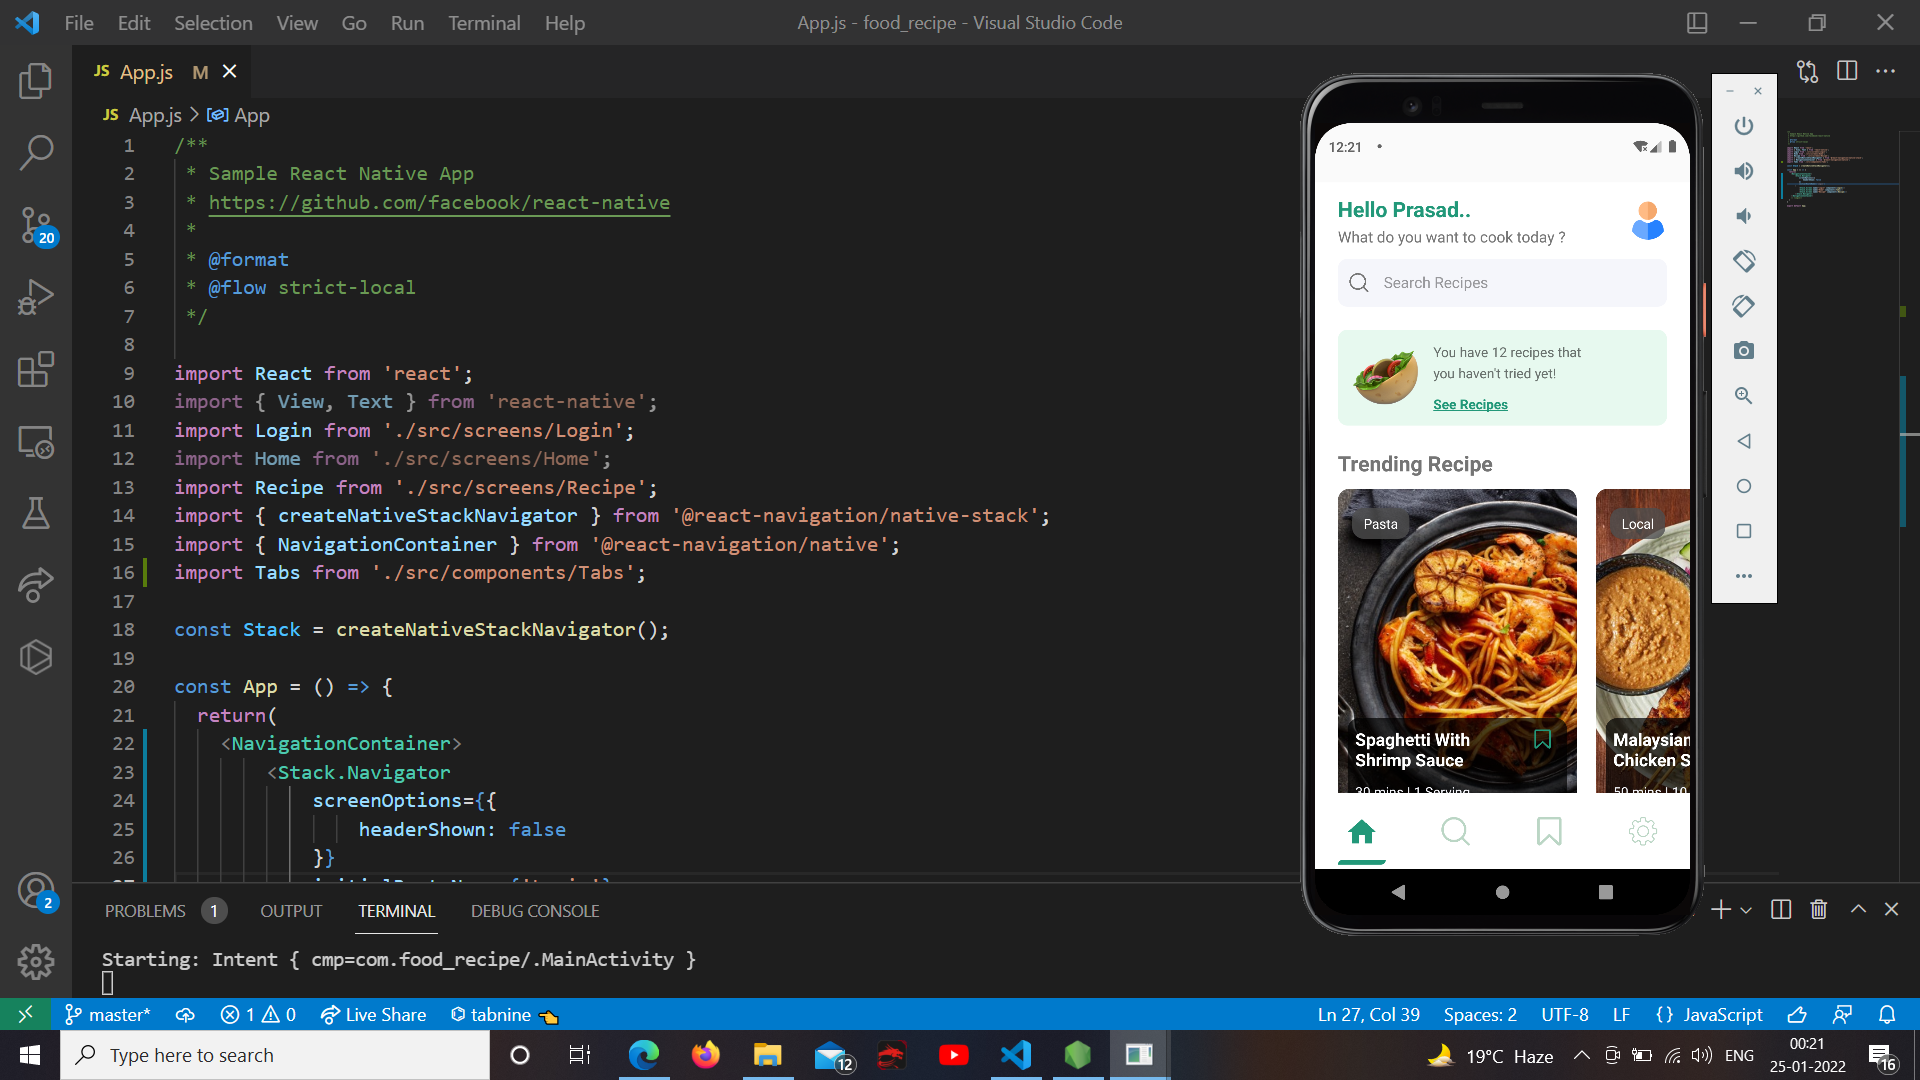 File Edit Selection View Go Run Terminal Help
App.js - food_recipe - Visual Studio Code
JS App.js M
JS App.js > App
1 /**
2 * Sample React Native App
3 * https://github.com/facebook/react-native
4 *
5 * @format
6 * @flow strict-local
7 */
8
9 import React from 'react';
10 import { View, Text } from 'react-native';
11 import Login from './src/screens/Login';
12 import Home from './src/screens/Home';
13 import Recipe from './src/screens/Recipe';
14 import { createNativeStackNavigator } from '@react-navigation/native-stack';
15 import { NavigationContainer } from '@react-navigation/native';
16 import Tabs from './src/components/Tabs';
17
18 const Stack = createNativeStackNavigator();
19
20 const App = () => {
21 return(
22 <NavigationContainer>
23 <Stack.Navigator
24 screenOptions={{
25 headerShown: false
26 }}
20
2
12:21
Hello Prasad..
What do you want to cook today ?
Search Recipes
You have 12 recipes that
you haven't tried yet!
See Recipes
Trending Recipe
Pasta
Local
Spaghetti With
Shrimp Sauce
30 mins | 1 Serving
Malaysian
Chicken S
50 mins | 10
PROBLEMS 1 OUTPUT TERMINAL DEBUG CONSOLE
Starting: Intent { cmp=com.food_recipe/.MainActivity }
master* 1 0 Live Share tabnine
Ln 27, Col 39 Spaces: 2 UTF-8 LF {} JavaScript
Type here to search
12
19°C Haze ENG
00:21
25-01-2022
16